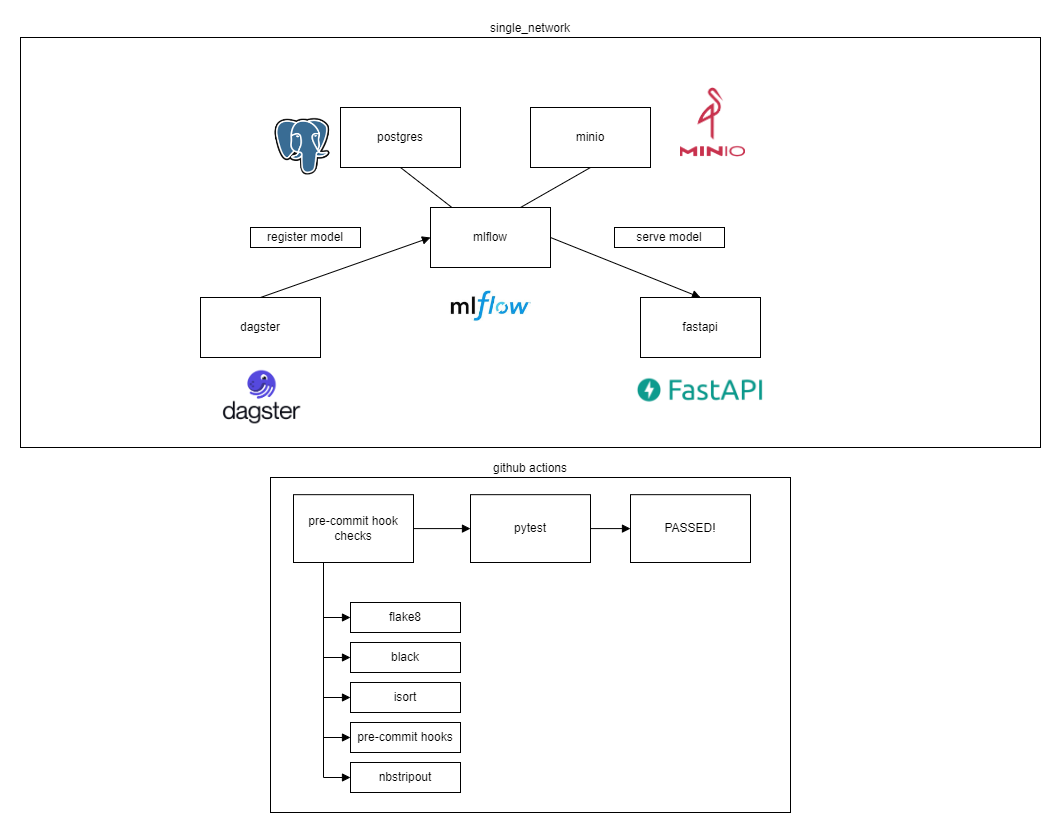 single_network
postgres
minio
MINIO
register model
mlflow
serve model
mlflow
dagster
fastapi
dagster
FastAPI
github actions
pre-commit hook
checks
pytest
PASSED!
flake8
black
isort
pre-commit hooks
nbstripout